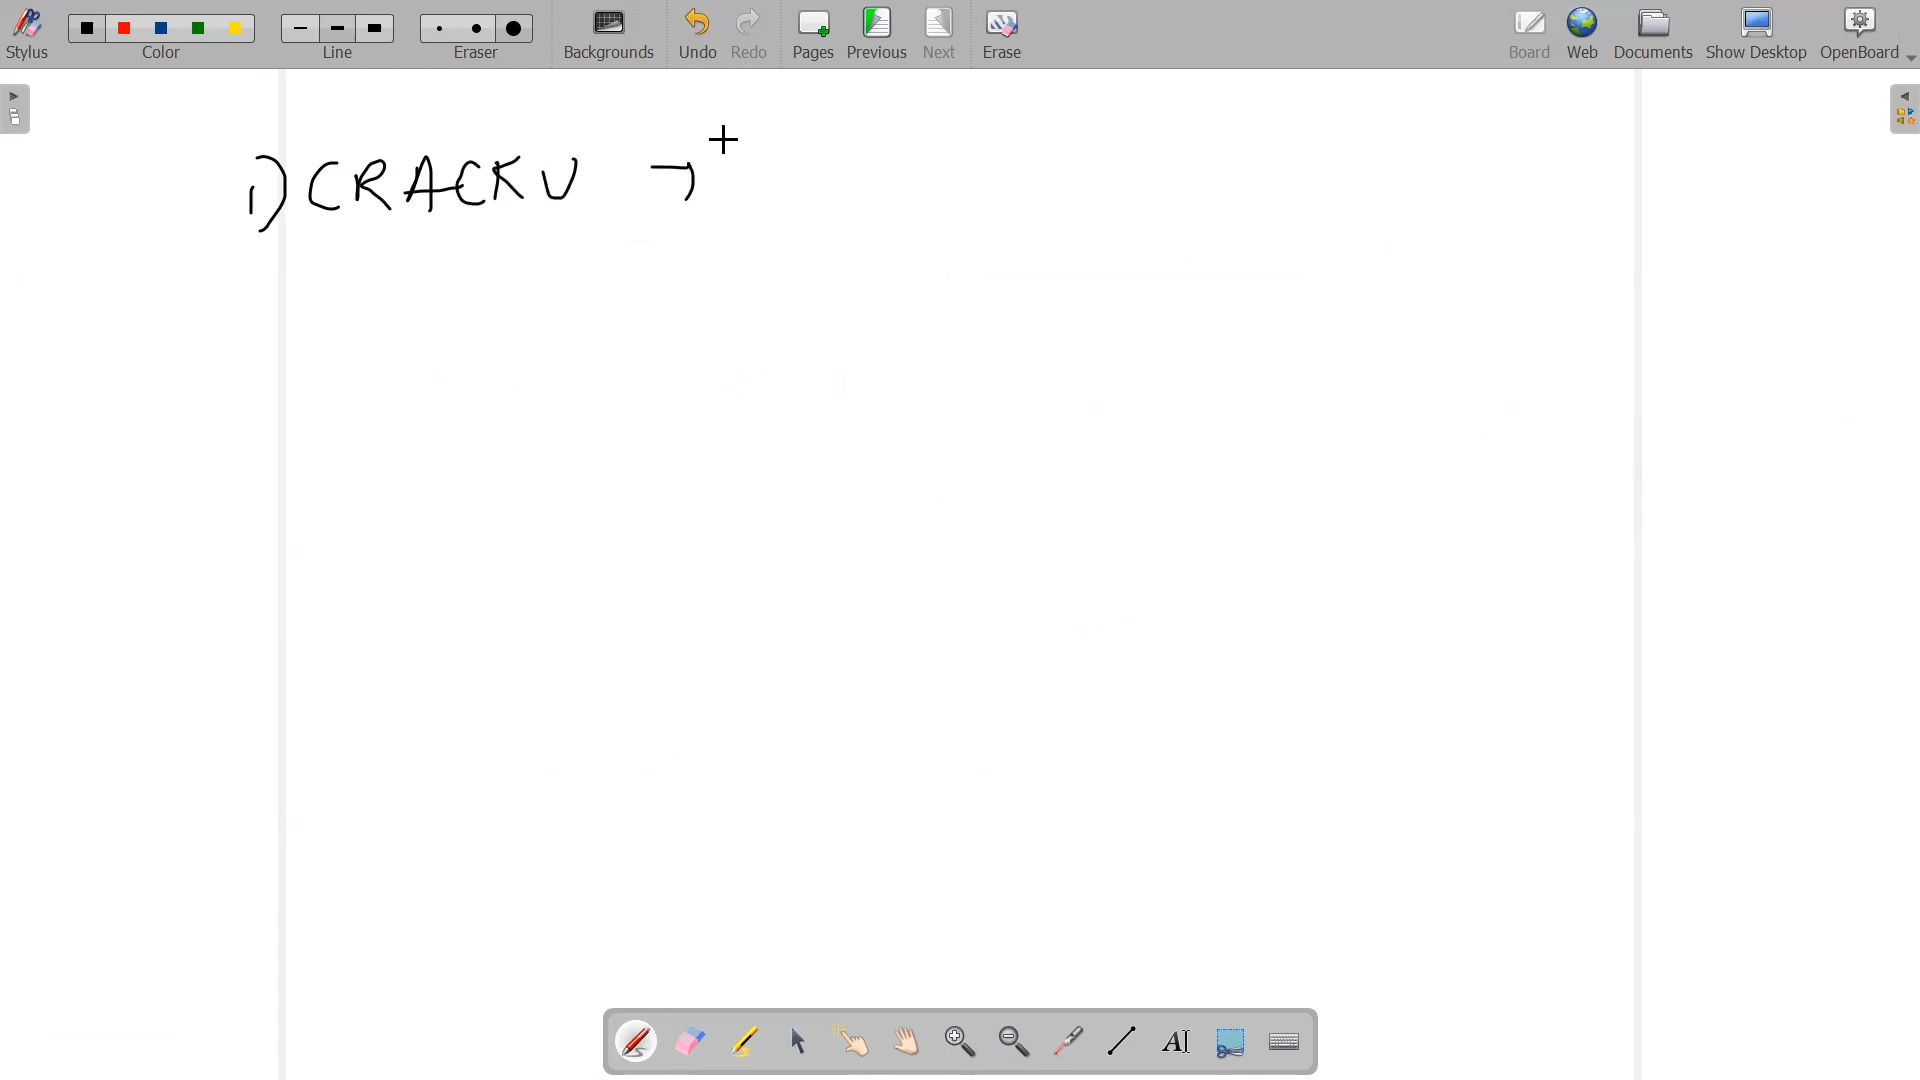 Stylus Color Line Eraser Backgrounds Undo Redo Pages Previous Next Erase Board Web Documents Show Desktop OpenBoard
1) CRACKU →